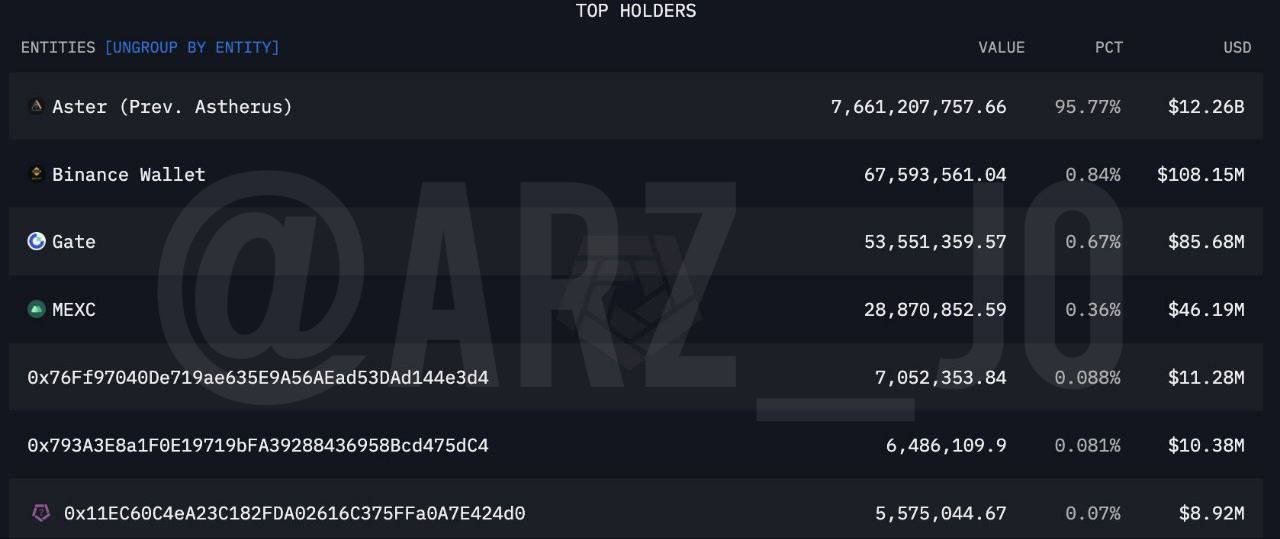 TOP HOLDERS
ENTITIES [UNGROUP BY ENTITY] VALUE PCT USD
Aster (Prev. Astherus) 7,661,207,757.66 95.77% $12.26B
Binance Wallet 67,593,561.04 0.84% $108.15M
Gate 53,551,359.57 0.67% $85.68M
MEXC 28,870,852.59 0.36% $46.19M
0x76Ff97040De719ae635E9A56AEad53DAd144e3d4 7,052,353.84 0.088% $11.28M
0x793A3E8a1F0E19719bFA39288436958Bcd475dC4 6,486,109.9 0.081% $10.38M
0x11EC60C4eA23C182FDA02616C375FFa0A7E424d0 5,575,044.67 0.07% $8.92M
@ARZ_JO